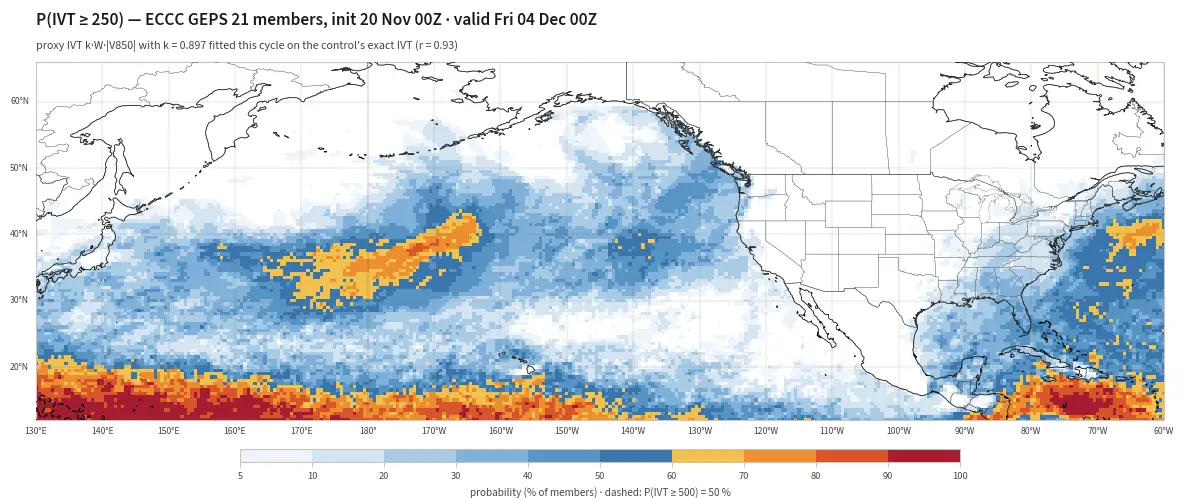 P(IVT ≥ 250) — ECCC GEPS 21 members, init 20 Nov 00Z · valid Fri 04 Dec 00Z
proxy IVT k·W·|V850| with k = 0.897 fitted this cycle on the control's exact IVT (r = 0.93)
60°N
50°N
40°N
30°N
20°N
130°E 140°E 150°E 160°E 170°E 180° 170°W 160°W 150°W 140°W 130°W 120°W 110°W 100°W 90°W 80°W 70°W 60°W
5 10 20 30 40 50 60 70 80 90 100
probability (% of members) · dashed: P(IVT ≥ 500) = 50 %